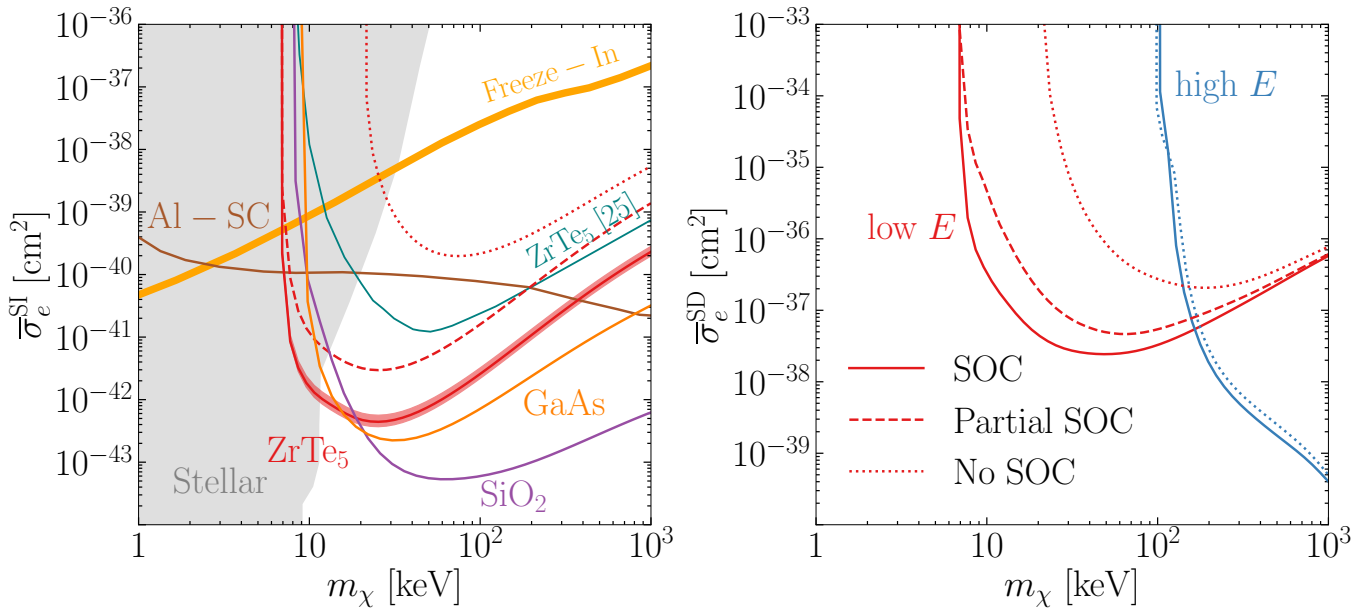 10⁻³⁶
10⁻³⁷
10⁻³⁸
10⁻³⁹
10⁻⁴⁰
10⁻⁴¹
10⁻⁴²
10⁻⁴³
σ̅ₑ^SI [cm²]
Freeze − In
Al − SC
ZrTe₅ [25]
GaAs
ZrTe₅
SiO₂
Stellar
1
10
10²
10³
m_χ [keV]
10⁻³³
10⁻³⁴
10⁻³⁵
10⁻³⁶
10⁻³⁷
10⁻³⁸
10⁻³⁹
σ̅ₑ^SD [cm²]
high E
low E
SOC
Partial SOC
No SOC
1
10
10²
10³
m_χ [keV]